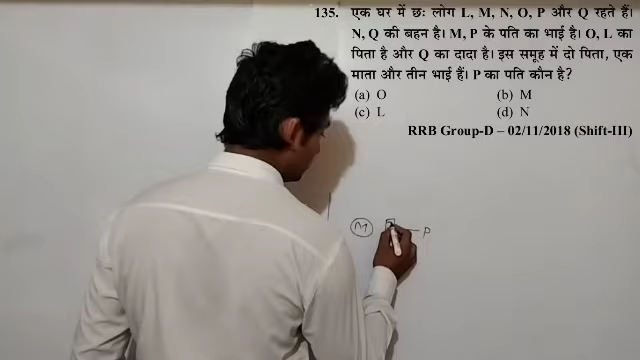 135. एक घर में छः लोग L, M, N, O, P और Q रहते हैं।
N, Q की बहन है। M, P के पति का भाई है। O, L का
पिता है और Q का दादा है। इस समूह में दो पिता, एक
माता और तीन भाई हैं। P का पति कौन है?
(a) O (b) M
(c) L (d) N
RRB Group-D – 02/11/2018 (Shift-III)
M P